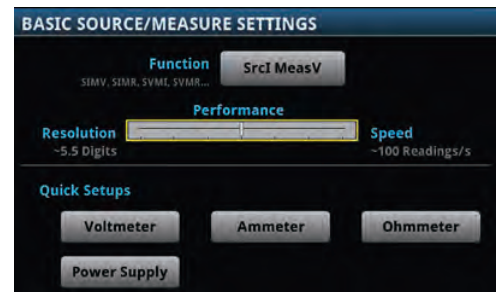 BASIC SOURCE/MEASURE SETTINGS
Function
SrcI MeasV
SIMV, SIMR, SVMI, SVMR...
Performance
Resolution
Speed
~5.5 Digits
~100 Readings/s
Quick Setups
Voltmeter
Ammeter
Ohmmeter
Power Supply